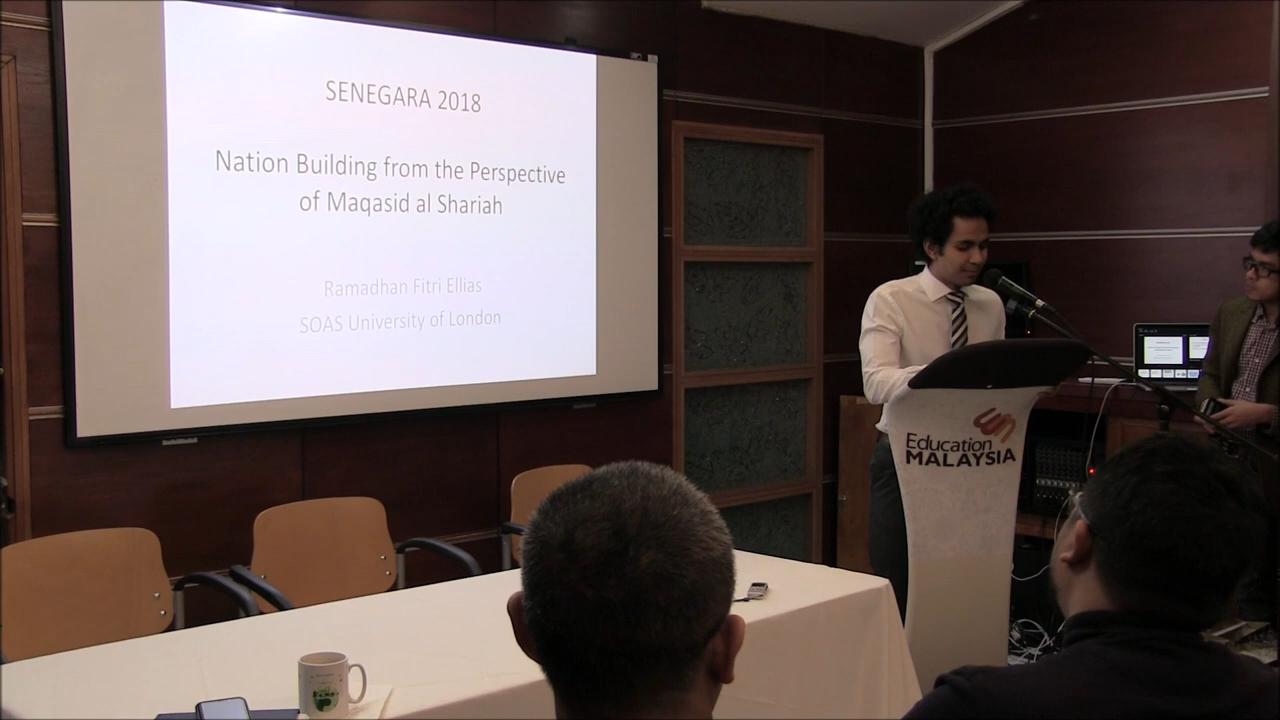 SENEGARA 2018
Nation Building from the Perspective
of Maqasid al Shariah
Ramadhan Fitri Ellias
SOAS University of London
Education
MALAYSIA